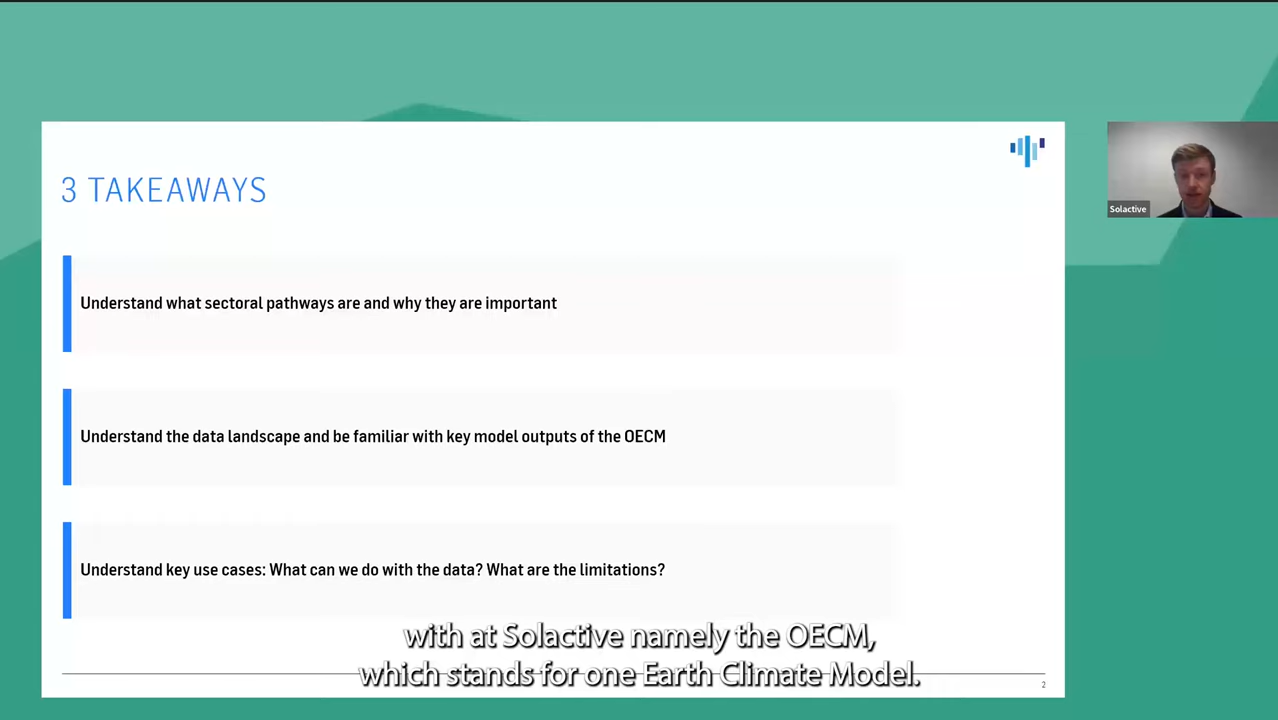 3 TAKEAWAYS
Solactive
Understand what sectoral pathways are and why they are important
Understand the data landscape and be familiar with key model outputs of the OECM
Understand key use cases: What can we do with the data? What are the limitations?
with at Solactive namely the OECM,
which stands for one Earth Climate Model.
2